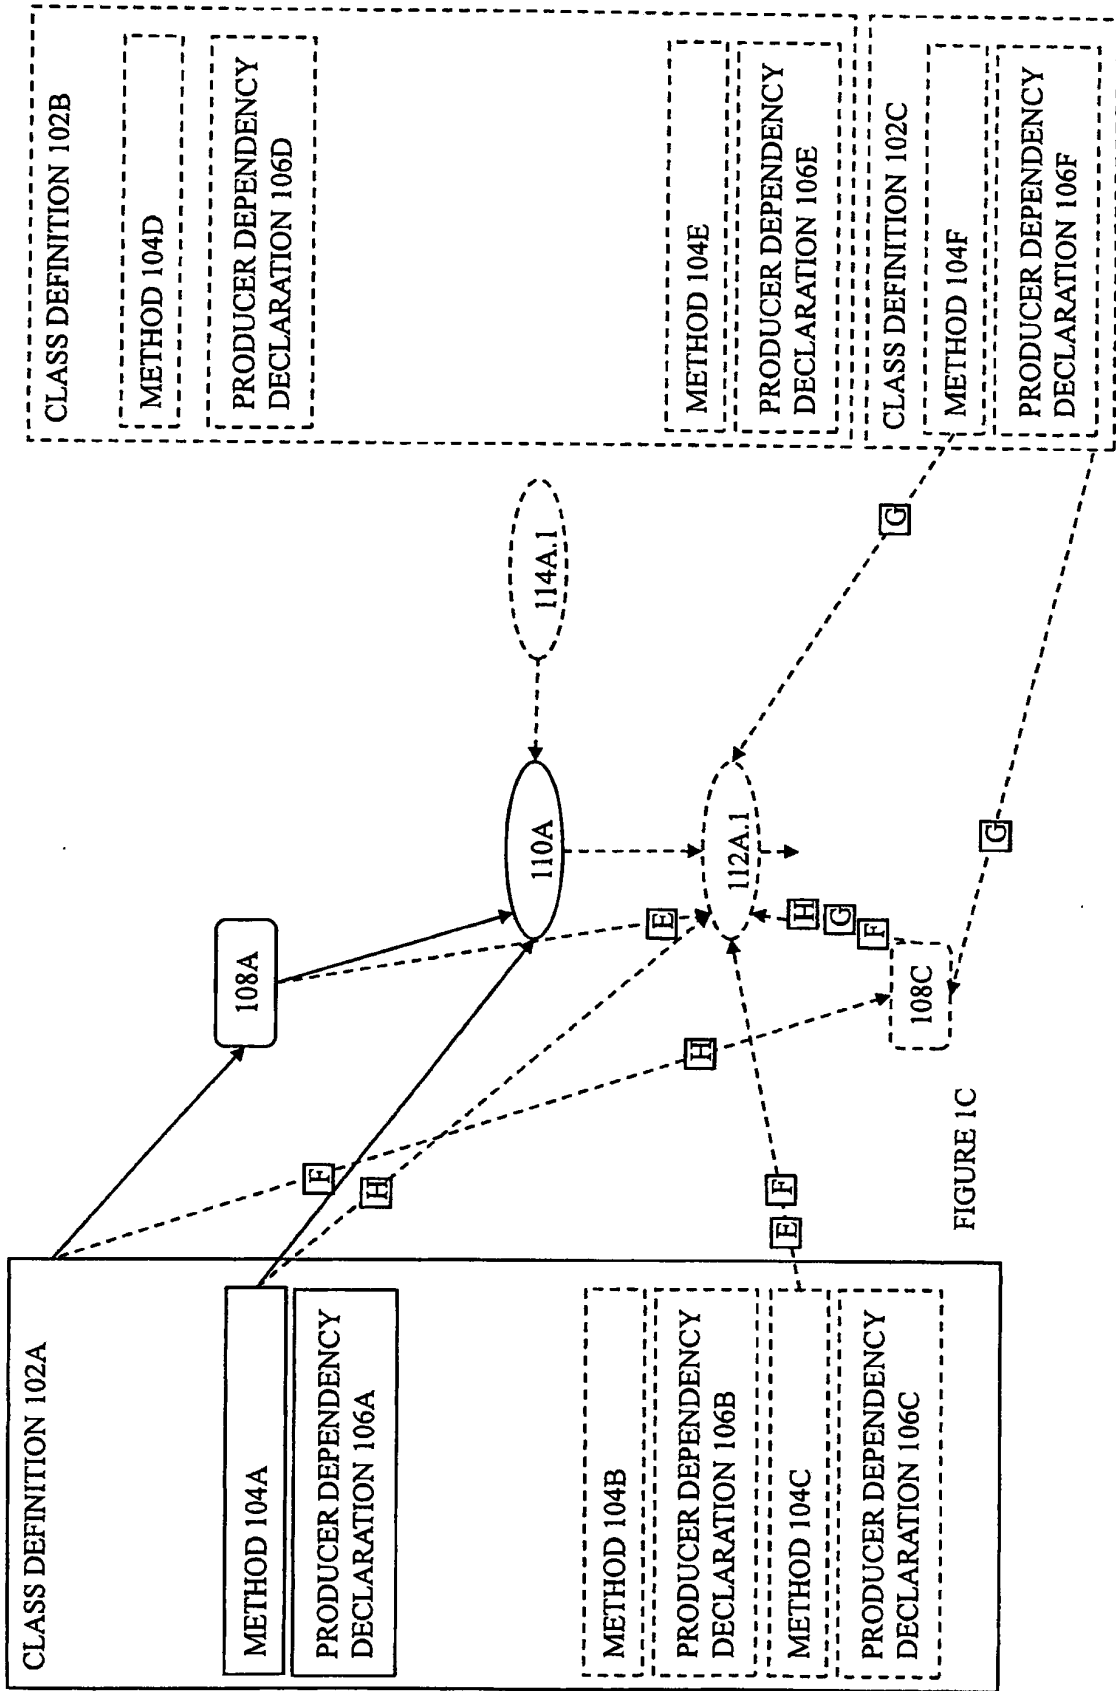 CLASS DEFINITION 102A
METHOD 104A
PRODUCER DEPENDENCY
DECLARATION 106A
METHOD 104B
PRODUCER DEPENDENCY
DECLARATION 106B
METHOD 104C
PRODUCER DEPENDENCY
DECLARATION 106C
108A
110A
114A.1
112A.1
108C
F
H
E
F
H
E
H
G
F
G
G
CLASS DEFINITION 102B
METHOD 104D
PRODUCER DEPENDENCY
DECLARATION 106D
METHOD 104E
PRODUCER DEPENDENCY
DECLARATION 106E
CLASS DEFINITION 102C
METHOD 104F
PRODUCER DEPENDENCY
DECLARATION 106F
FIGURE 1C